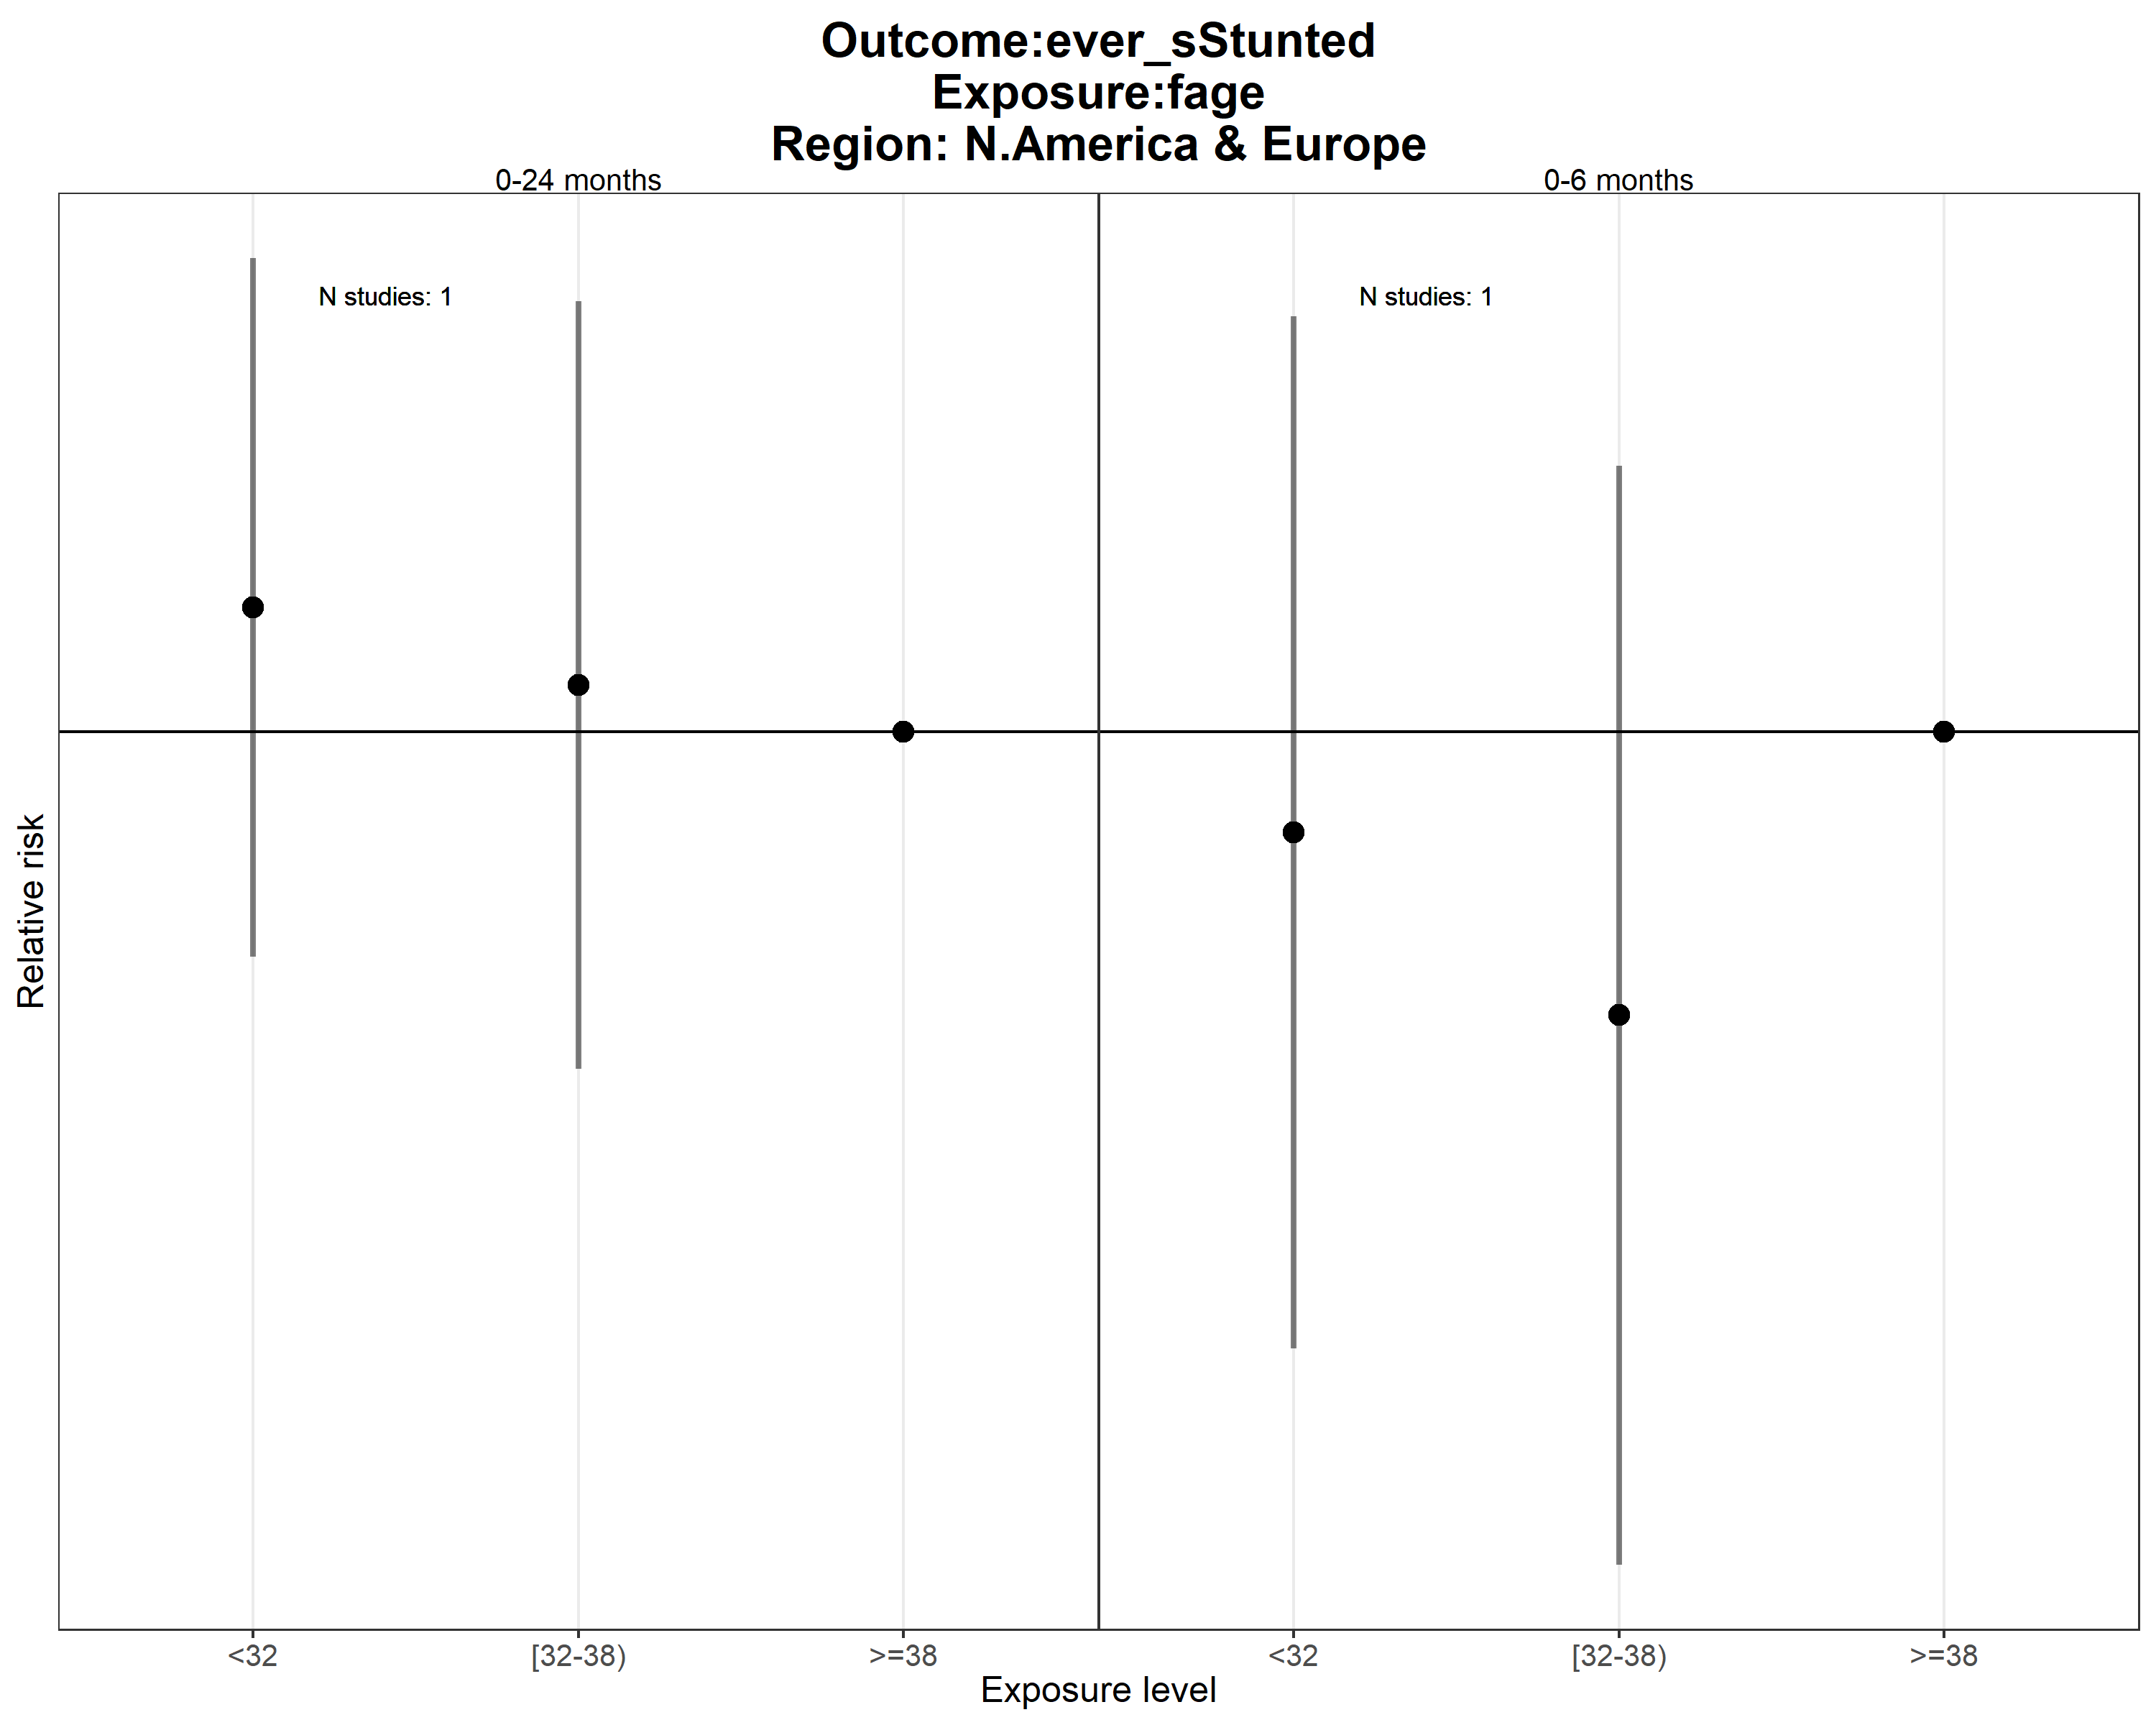 Outcome:ever_sStunted
Exposure:fage
Region: N.America & Europe
0-24 months
0-6 months
N studies: 1
N studies: 1
Relative risk
<32
[32-38)
>=38
<32
[32-38)
>=38
Exposure level